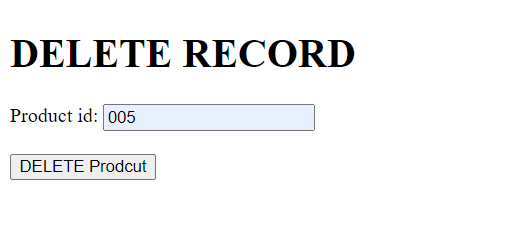 DELETE RECORD
Product id: 005
DELETE Prodcut